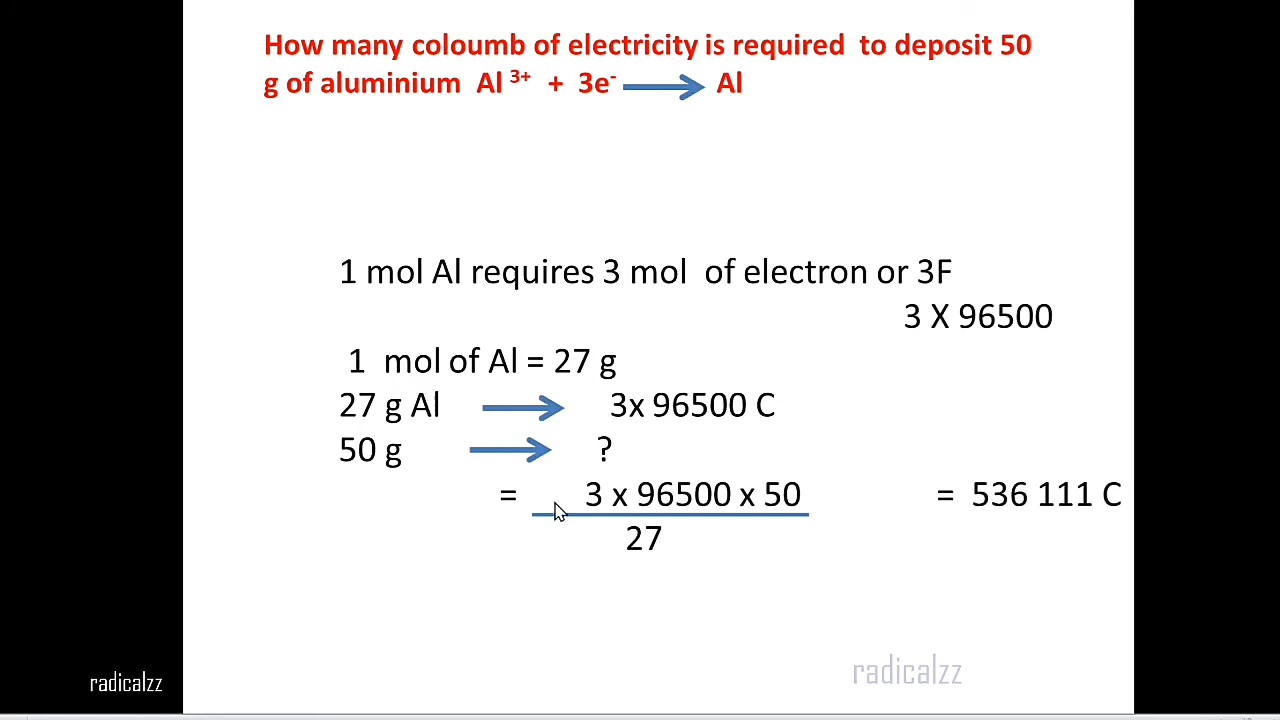 How many coloumb of electricity is required to deposit 50
g of aluminium Al 3+ + 3e- Al
1 mol Al requires 3 mol of electron or 3F
3 X 96500
1 mol of Al = 27 g
27 g Al 3x 96500 C
50 g ?
= 3 x 96500 x 50 = 536 111 C
27
radicalzz
radicalzz